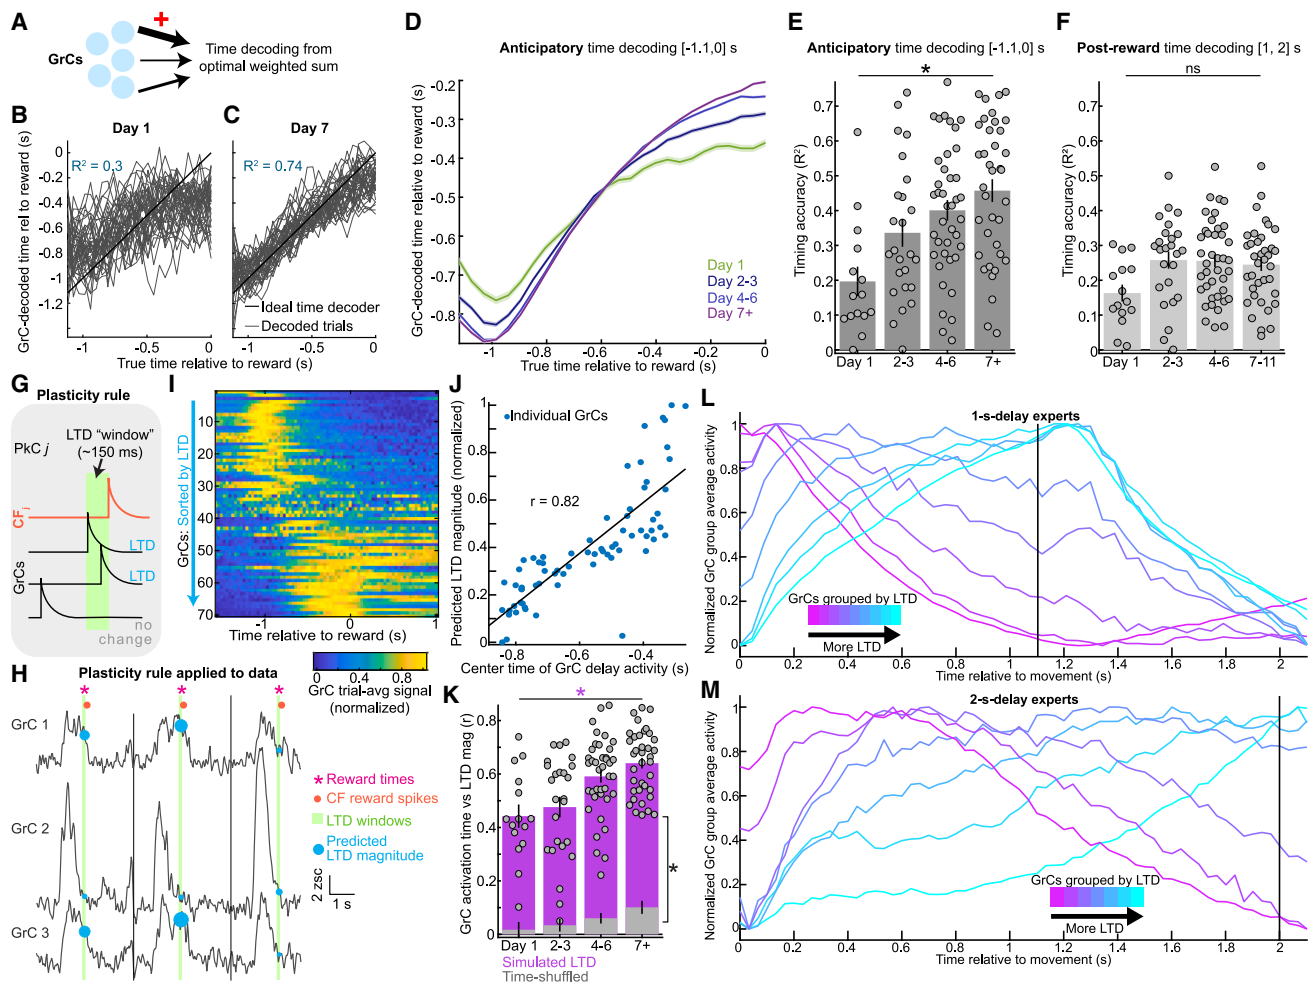 A
+
GrCs
Time decoding from
optimal weighted sum
B
Day 1
R² = 0.3
GrC-decoded time rel to reward (s)
0
-0.2
-0.4
-0.6
-0.8
-1
-1.2
-1
-0.5
0
C
Day 7
R² = 0.74
Ideal time decoder
Decoded trials
-1
-0.5
0
True time relative to reward (s)
D
Anticipatory time decoding [-1.1,0] s
GrC-decoded time relative to reward (s)
-0.2
-0.3
-0.4
-0.5
-0.6
-0.7
-0.8
Day 1
Day 2-3
Day 4-6
Day 7+
-1
-0.8
-0.6
-0.4
-0.2
0
True time relative to reward (s)
E
Anticipatory time decoding [-1.1,0] s
*
Timing accuracy (R²)
0.7
0.6
0.5
0.4
0.3
0.2
0.1
0
Day 1
2-3
4-6
7+
F
Post-reward time decoding [1, 2] s
ns
Timing accuracy (R²)
0.7
0.6
0.5
0.4
0.3
0.2
0.1
0
Day 1
2-3
4-6
7-11
G
Plasticity rule
LTD "window"
(~150 ms)
PkC j
CFi
LTD
LTD
GrCs
no
change
H
Plasticity rule applied to data
* * *
GrC 1
GrC 2
GrC 3
* Reward times
CF reward spikes
LTD windows
Predicted
LTD magnitude
2 zsc
1 s
I
GrCs: Sorted by LTD
10
20
30
40
50
60
70
-1
0
1
Time relative to reward (s)
0
0.2
0.4
0.8
GrC trial-avg signal
(normalized)
J
Individual GrCs
r = 0.82
Predicted LTD magnitude (normalized)
1
0.8
0.6
0.4
0.2
0
-0.8
-0.6
-0.4
Center time of GrC delay activity (s)
K
*
GrC activation time vs LTD mag (r)
0.8
0.6
0.4
0.2
0
*
Day 1
2-3
4-6
7+
Simulated LTD
Time-shuffled
L
1-s-delay experts
Normalized GrC group average activity
1
0.8
0.6
0.4
0.2
0
GrCs grouped by LTD
More LTD
0
0.2
0.4
0.6
0.8
1
1.2
1.4
1.6
1.8
2
Time relative to movement (s)
M
2-s-delay experts
Normalized GrC group average activity
1
0.8
0.6
0.4
0.2
0
GrCs grouped by LTD
More LTD
0
0.2
0.4
0.6
0.8
1
1.2
1.4
1.6
1.8
2
Time relative to movement (s)